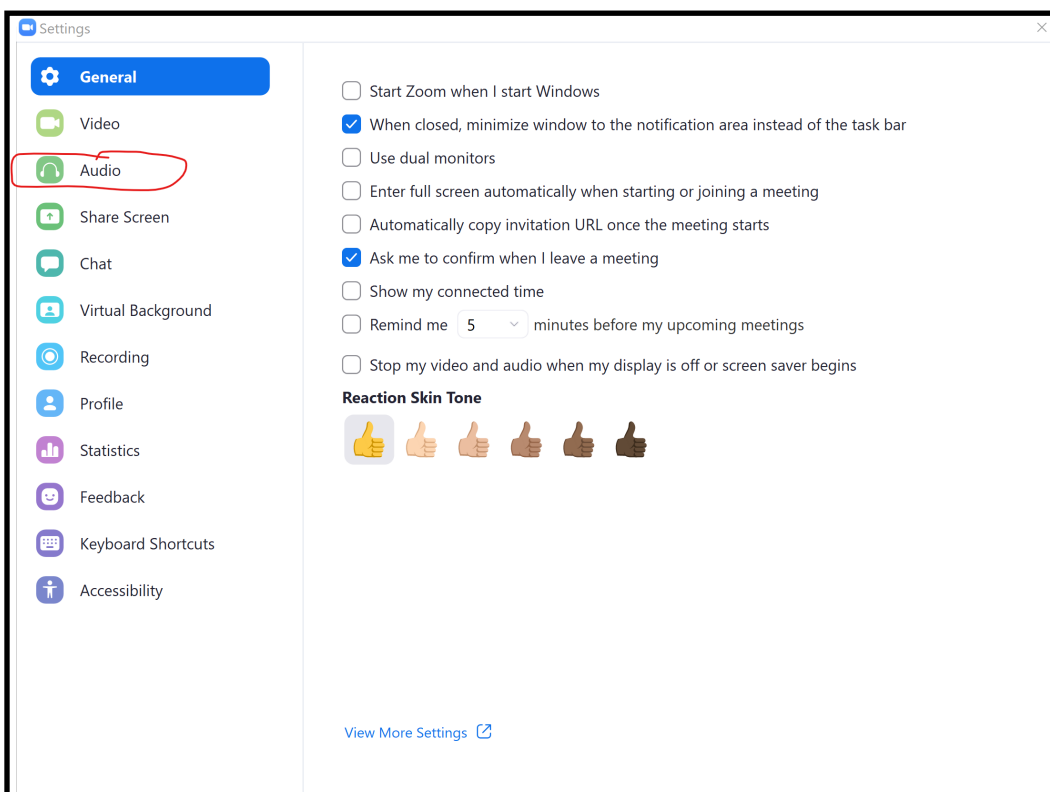 Settings
General
Video
Audio
Share Screen
Chat
Virtual Background
Recording
Profile
Statistics
Feedback
Keyboard Shortcuts
Accessibility
Start Zoom when I start Windows
When closed, minimize window to the notification area instead of the task bar
Use dual monitors
Enter full screen automatically when starting or joining a meeting
Automatically copy invitation URL once the meeting starts
Ask me to confirm when I leave a meeting
Show my connected time
Remind me 5 minutes before my upcoming meetings
Stop my video and audio when my display is off or screen saver begins
Reaction Skin Tone
View More Settings